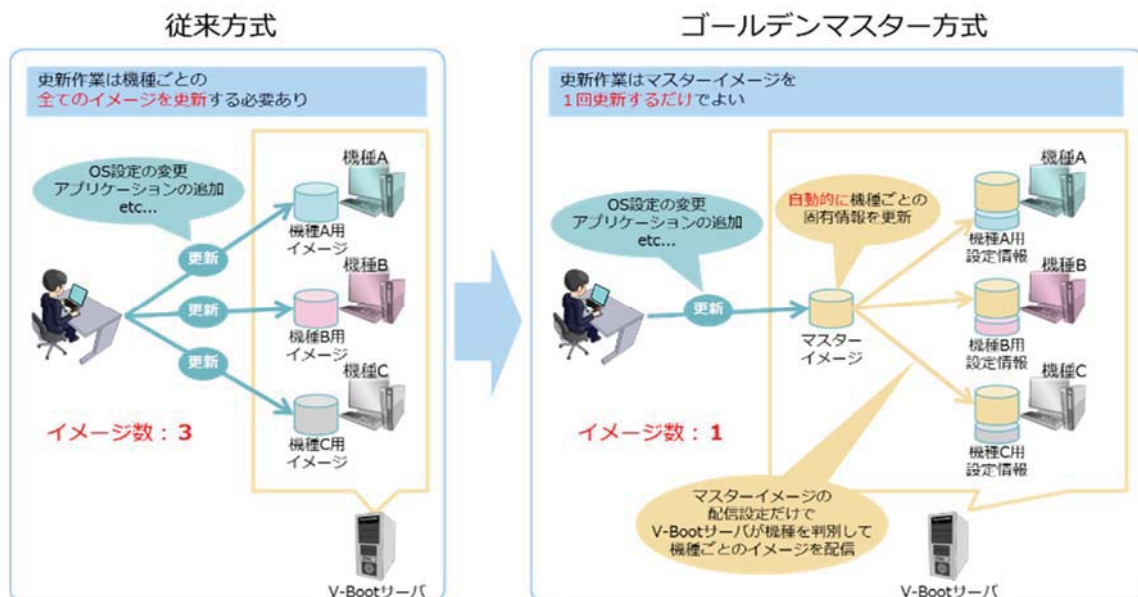 従来方式
更新作業は機種ごとの
全てのイメージを更新する必要あり
OS設定の変更
アプリケーションの追加
etc...
更新
更新
更新
機種A
機種A用
イメージ
機種B
機種B用
イメージ
機種C
機種C用
イメージ
イメージ数：3
V-Bootサーバ
ゴールデンマスター方式
更新作業はマスターイメージを
1回更新するだけでよい
OS設定の変更
アプリケーションの追加
etc...
更新
自動的に機種ごとの
固有情報を更新
マスター
イメージ
機種A
機種A用
設定情報
機種B
機種B用
設定情報
機種C
機種C用
設定情報
イメージ数：1
マスターイメージの
配信設定だけで
V-Bootサーバが機種を判別して
機種ごとのイメージを配信
V-Bootサーバ